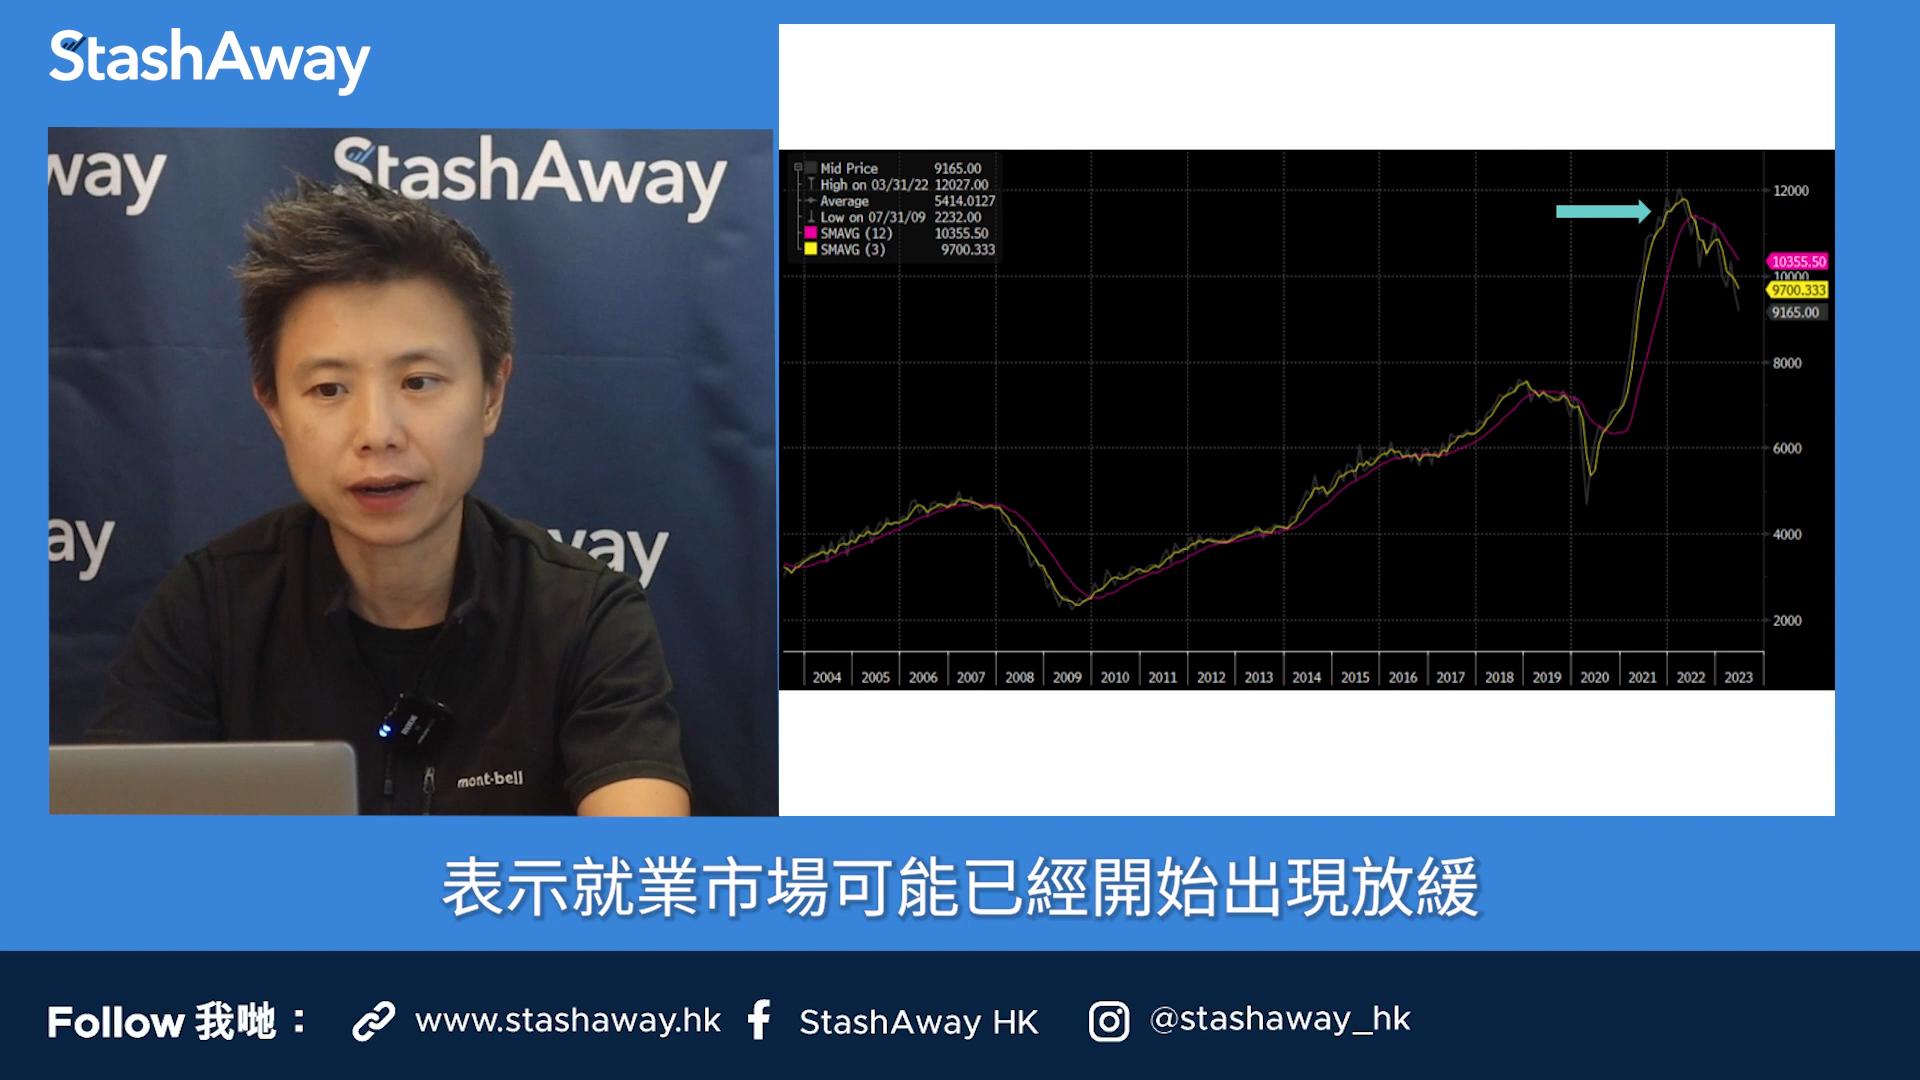 StashAway
way
StashAway
ay
way
mont-bell
Mid Price 9165.00
High on 03/31/22 12027.00
Average 5414.0127
Low on 07/31/09 2232.00
SMAVG (12) 10355.50
SMAVG (3) 9700.333
12000
10355.50
10000
9700.333
9165.00
8000
6000
4000
2000
2004 2005 2006 2007 2008 2009 2010 2011 2012 2013 2014 2015 2016 2017 2018 2019 2020 2021 2022 2023
表示就業市場可能已經開始出現放緩
Follow 我哋： www.stashaway.hk StashAway HK @stashaway_hk